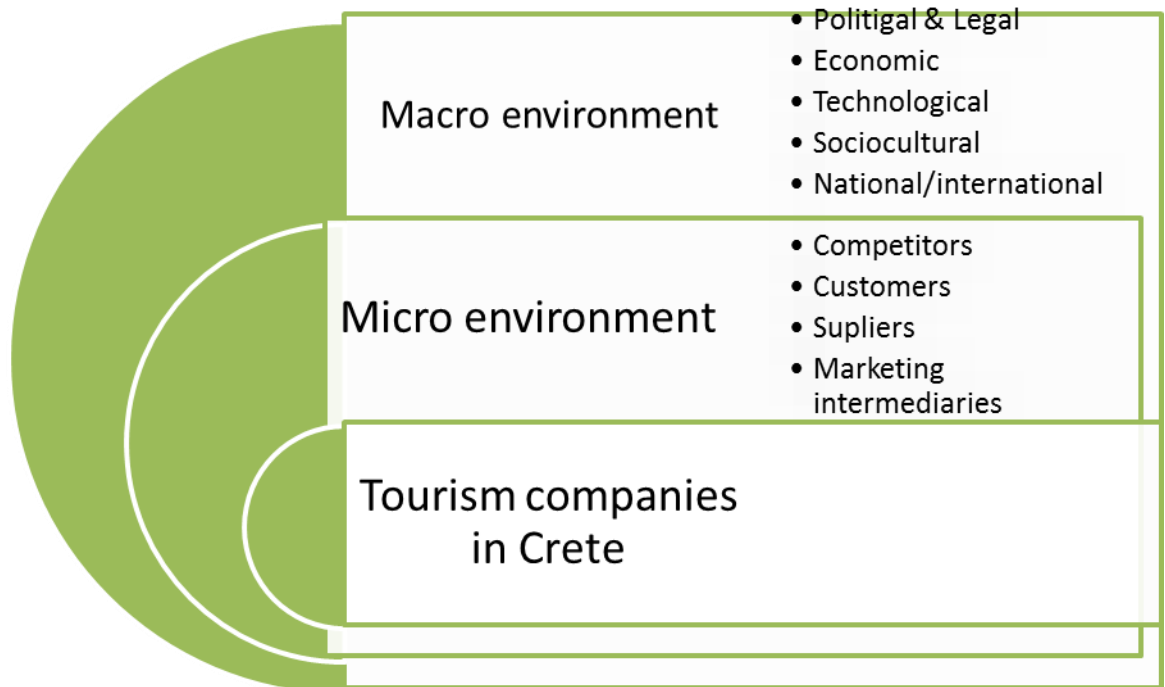 Macro environment
• Politigal & Legal
• Economic
• Technological
• Sociocultural
• National/international
Micro environment
• Competitors
• Customers
• Supliers
• Marketing
intermediaries
Tourism companies
in Crete